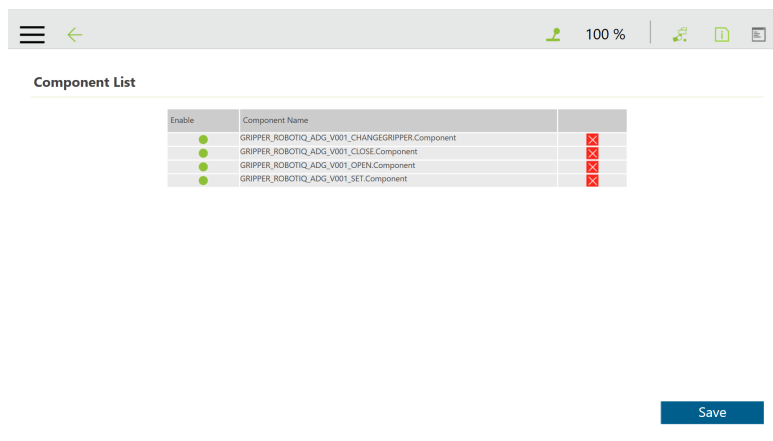 100 %
Component List
Enable Component Name
GRIPPER_ROBOTIQ_ADG_V001_CHANGEGRIPPER.Component
GRIPPER_ROBOTIQ_ADG_V001_CLOSE.Component
GRIPPER_ROBOTIQ_ADG_V001_OPEN.Component
GRIPPER_ROBOTIQ_ADG_V001_SET.Component
Save